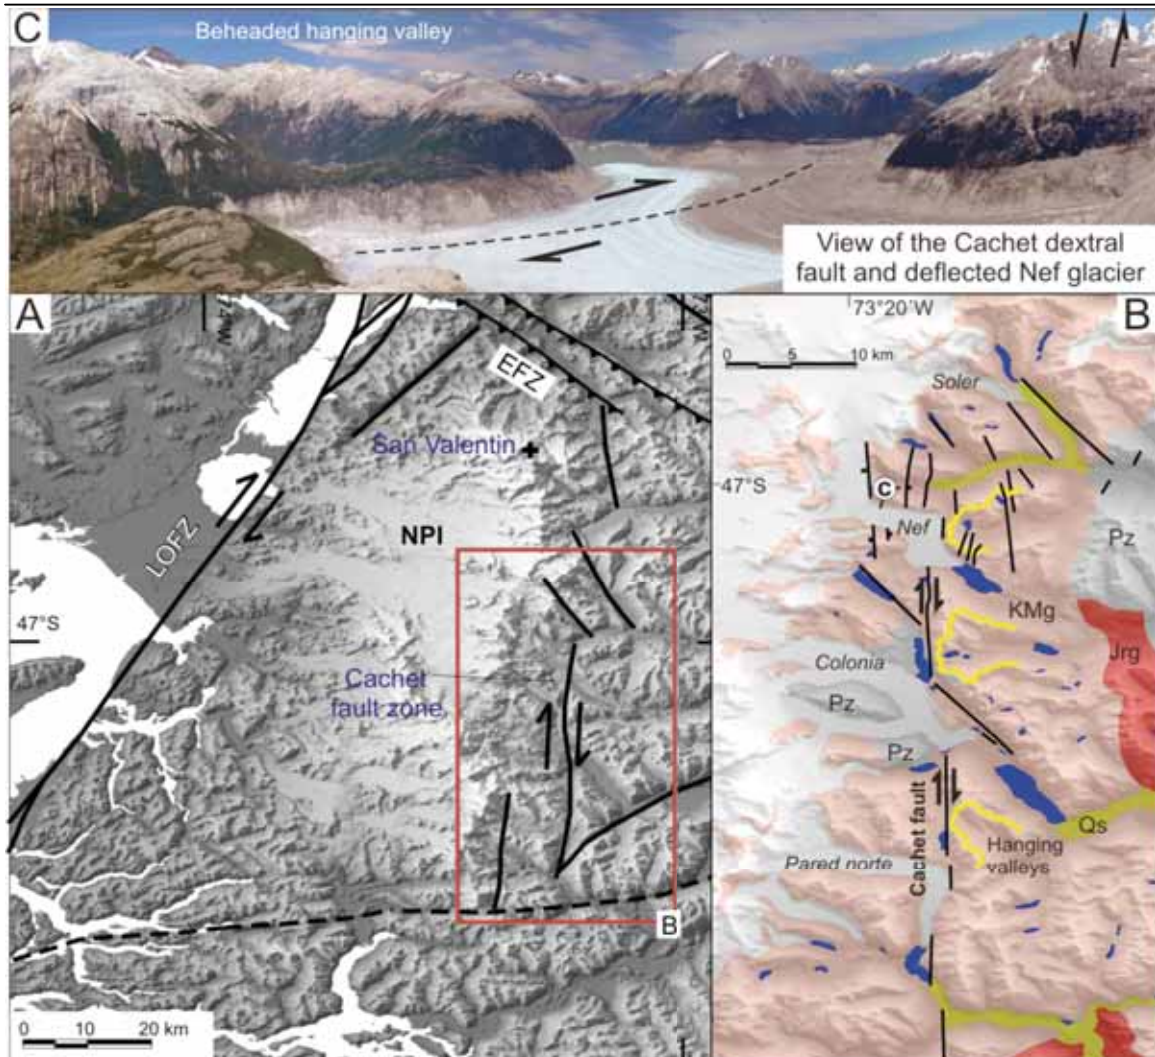 C
Beheaded hanging valley
View of the Cachet dextral
fault and deflected Nef glacier
A
EFZ
San Valentin
LOFZ
NPI
47°S
Cachet
fault zone
B
0 10 20 km
B
73°20´W
0 5 10 km
Soler
47°S
C
Nef
Pz
KMg
Jrg
Colonia
Pz
Pz
Cachet fault
Qs
Hanging
valleys
Pared norte